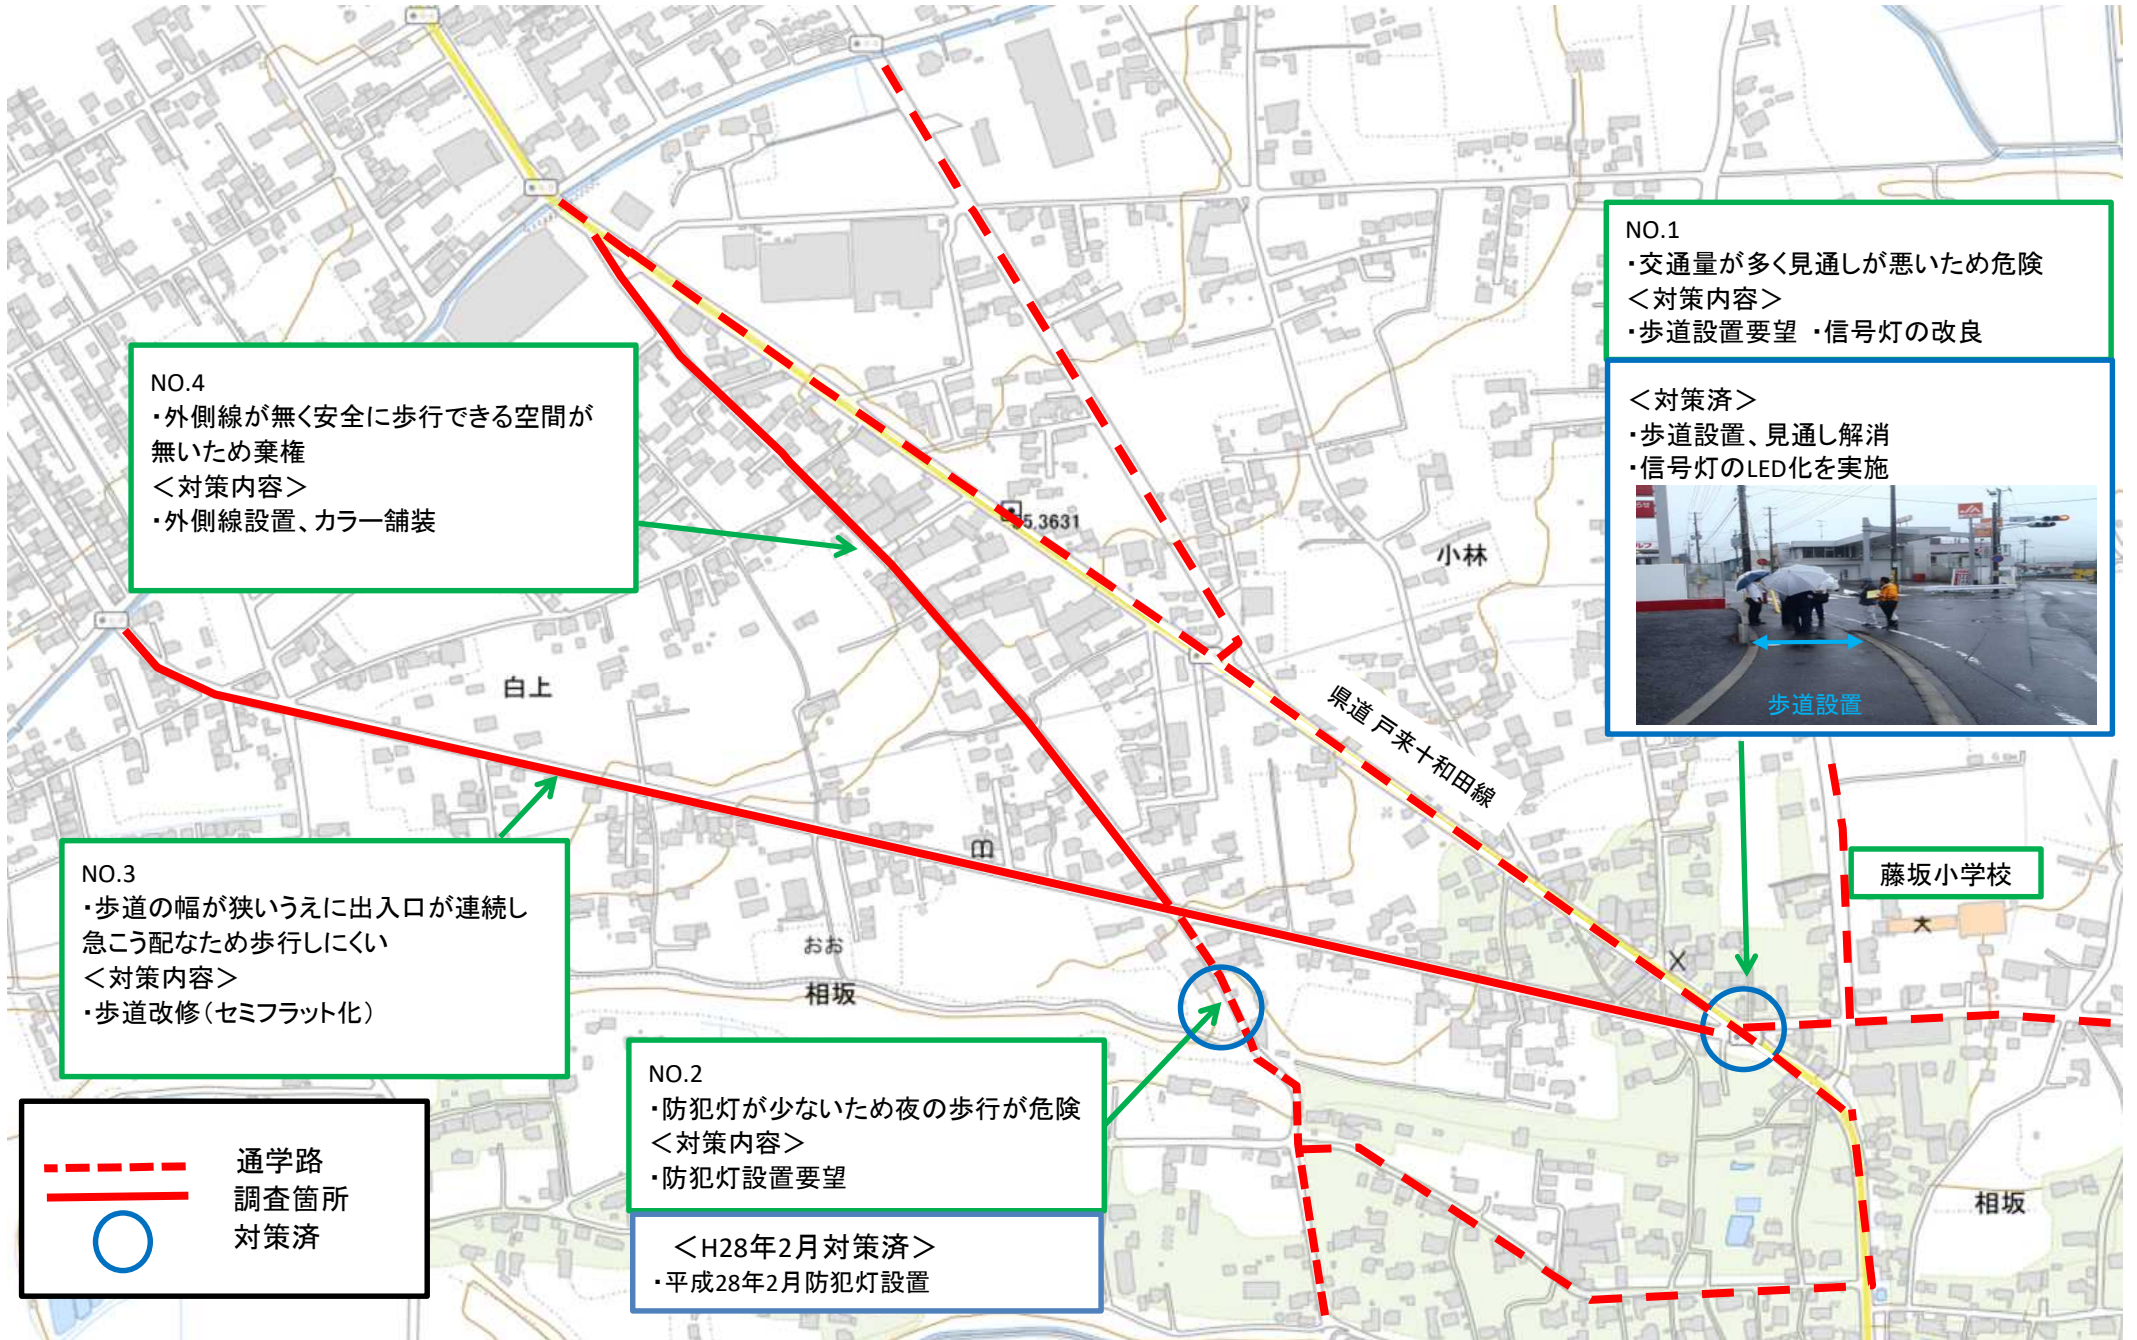 NO.1
・交通量が多く見通しが悪いため危険
＜対策内容＞
・歩道設置要望 ・信号灯の改良
＜対策済＞
・歩道設置、見通し解消
・信号灯のLED化を実施
歩道設置
NO.4
・外側線が無く安全に歩行できる空間が
無いため棄権
＜対策内容＞
・外側線設置、カラー舗装
5.3631
小林
白上
県道 戸来十和田線
NO.3
・歩道の幅が狭いうえに出入口が連続し
急こう配なため歩行しにくい
＜対策内容＞
・歩道改修（セミフラット化）
藤坂小学校
おお
相坂
NO.2
・防犯灯が少ないため夜の歩行が危険
＜対策内容＞
・防犯灯設置要望
＜H28年2月対策済＞
・平成28年2月防犯灯設置
相坂
通学路
調査箇所
対策済